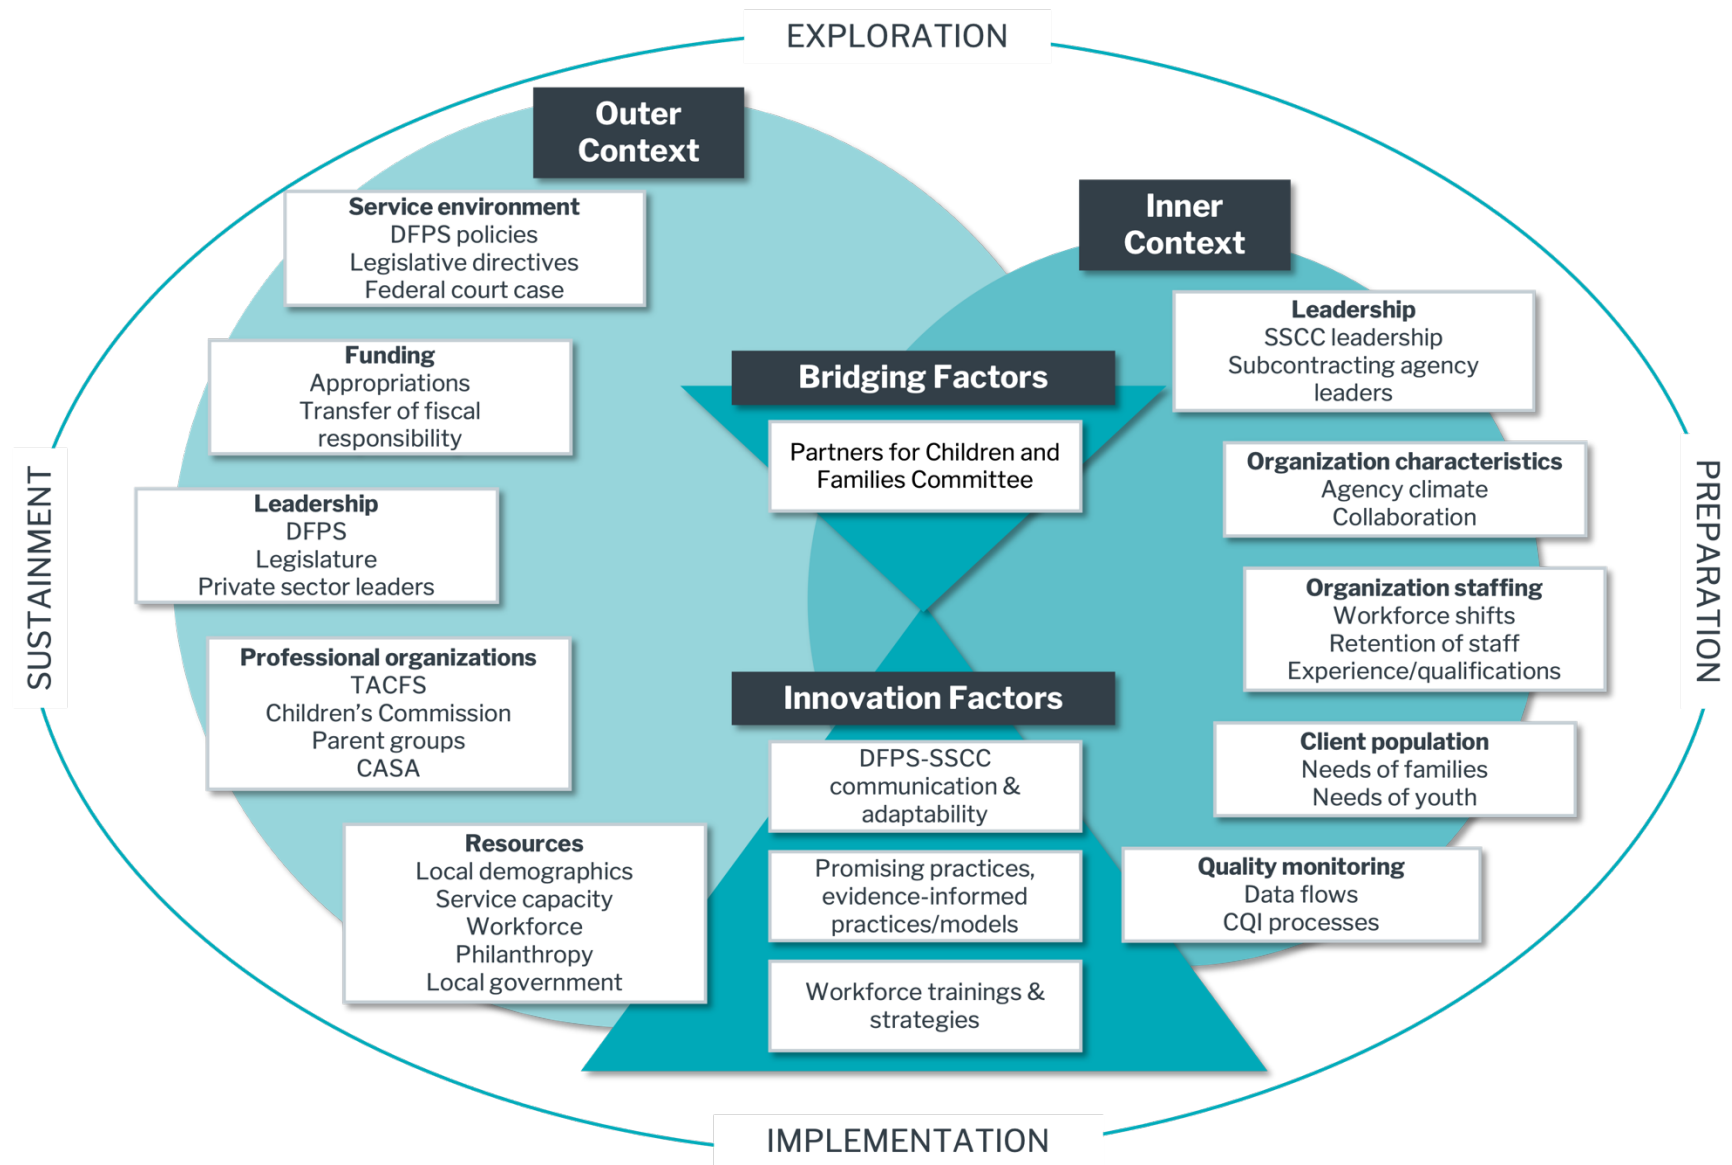 EXPLORATION
Outer
Context
Service environment
DFPS policies
Legislative directives
Federal court case
Funding
Appropriations
Transfer of fiscal
responsibility
Leadership
DFPS
Legislature
Private sector leaders
Professional organizations
TACFS
Children’s Commission
Parent groups
CASA
Resources
Local demographics
Service capacity
Workforce
Philanthropy
Local government
Bridging Factors
Partners for Children and
Families Committee
Innovation Factors
DFPS-SSCC
communication &
adaptability
Promising practices,
evidence-informed
practices/models
Workforce trainings &
strategies
Inner
Context
Leadership
SSCC leadership
Subcontracting agency
leaders
Organization characteristics
Agency climate
Collaboration
Organization staffing
Workforce shifts
Retention of staff
Experience/qualifications
Client population
Needs of families
Needs of youth
Quality monitoring
Data flows
CQI processes
PREPARATION
IMPLEMENTATION
SUSTAINMENT